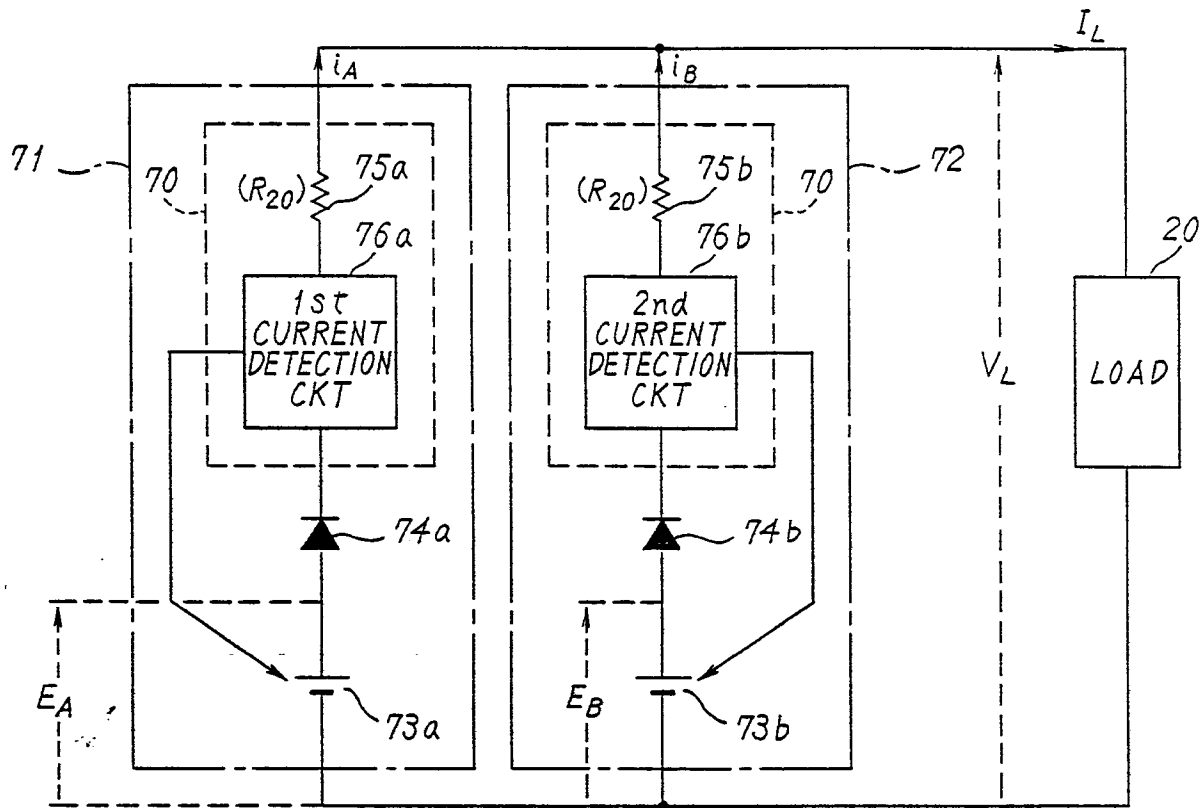 I_L
i_A
i_B
71
70
(R_20)
75a
(R_20)
75b
70
72
76a
76b
20
1st
CURRENT
DETECTION
CKT
2nd
CURRENT
DETECTION
CKT
V_L
LOAD
74a
74b
E_A
73a
E_B
73b